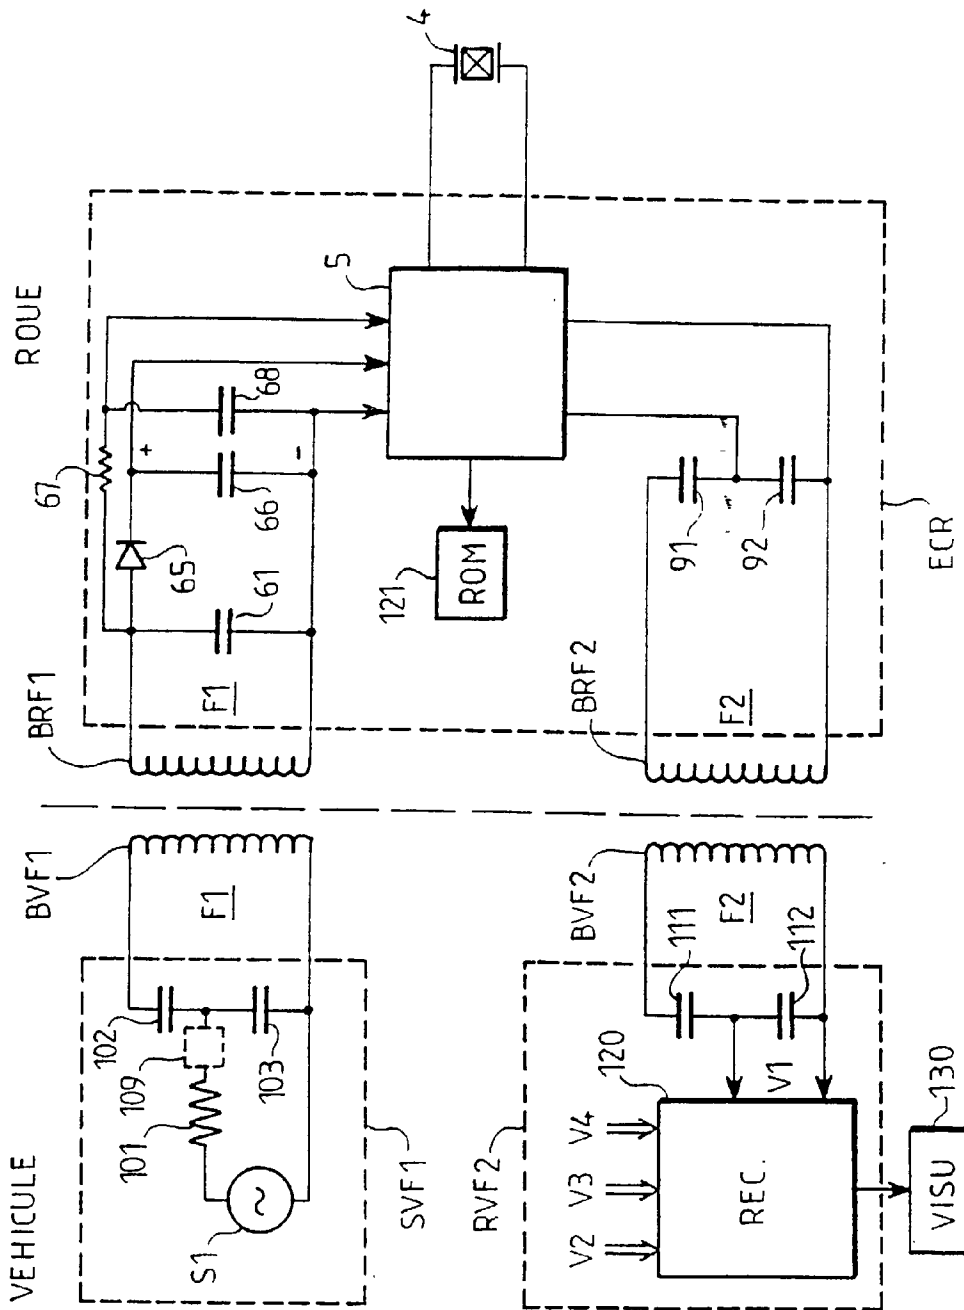 VEHICULE
ROUE
S1
101
109
102
103
SVF1
BVF1
F1
BRF1
F1
61
65
67
66
68
+
-
5
4
121
ROM
RVF2
V2
V3
V4
120
REC.
V1
111
112
BVF2
F2
BRF2
F2
91
92
ECR
VISU
130
~